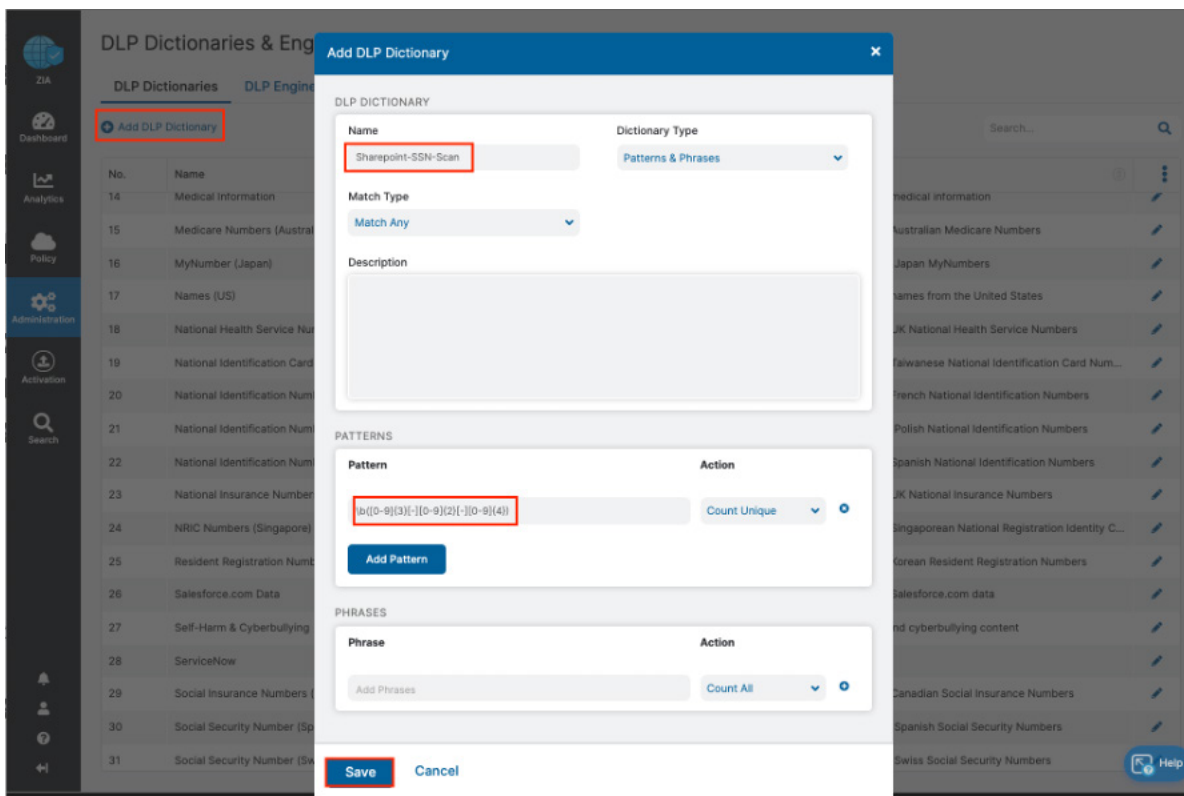 DLP Dictionaries & Eng
Add DLP Dictionary
ZIA
DLP Dictionaries DLP Engine
DLP DICTIONARY
Add DLP Dictionary
Name Dictionary Type
Sharepoint-SSN-Scan Patterns & Phrases
Search...
Dashboard
No. Name
Match Type
Analytics
14 Medical Information medical information
Match Any
15 Medicare Numbers (Austral Australian Medicare Numbers
Policy
Description
16 MyNumber (Japan) Japan MyNumbers
17 Names (US) names from the United States
Administration
18 National Health Service Nu UK National Health Service Numbers
19 National Identification Card Taiwanese National Identification Card Num...
Activation
20 National Identification Num French National Identification Numbers
21 National Identification Num Polish National Identification Numbers
Search
PATTERNS
22 National Identification Num Spanish National Identification Numbers
Pattern Action
23 National Insurance Number UK National Insurance Numbers
\b([0-9]{3}[-][0-9]{2}[-][0-9]{4}) Count Unique
24 NRIC Numbers (Singapore) Singaporean National Registration Identity C...
25 Resident Registration Numb Korean Resident Registration Numbers
Add Pattern
26 Salesforce.com Data Salesforce.com data
PHRASES
27 Self-Harm & Cyberbullying nd cyberbullying content
Phrase Action
28 ServiceNow
29 Social Insurance Numbers ( Canadian Social Insurance Numbers
Add Phrases Count All
30 Social Security Number (Sp Spanish Social Security Numbers
31 Social Security Number (Sw Swiss Social Security Numbers
Save Cancel
Help